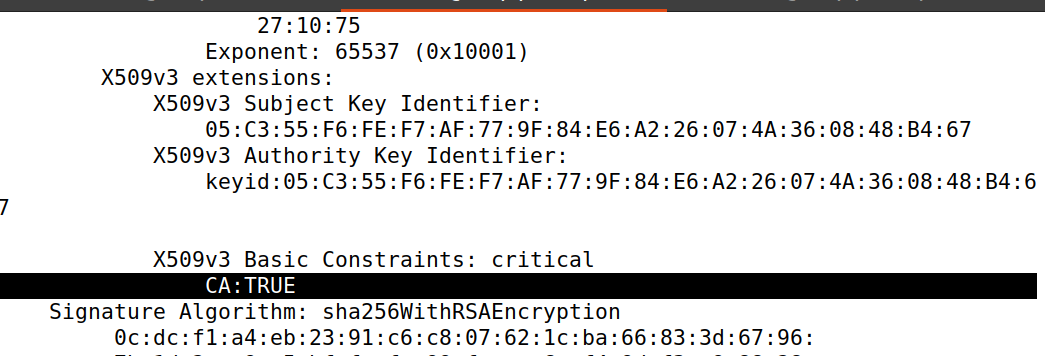 27:10:75
Exponent: 65537 (0x10001)
X509v3 extensions:
X509v3 Subject Key Identifier:
05:C3:55:F6:FE:F7:AF:77:9F:84:E6:A2:26:07:4A:36:08:48:B4:67
X509v3 Authority Key Identifier:
keyid:05:C3:55:F6:FE:F7:AF:77:9F:84:E6:A2:26:07:4A:36:08:48:B4:6
7
X509v3 Basic Constraints: critical
CA:TRUE
Signature Algorithm: sha256WithRSAEncryption
0c:dc:f1:a4:eb:23:91:c6:c8:07:62:1c:ba:66:83:3d:67:96: